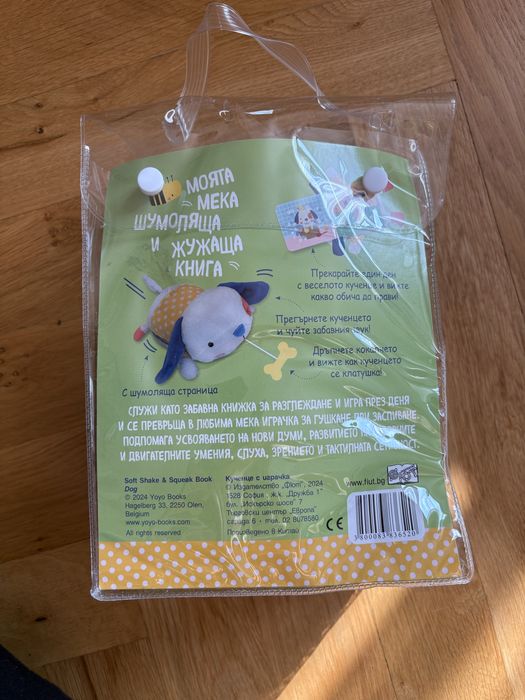 МОЯТА
МЕКА
ШУМОЛЯЩА
И ЖУЖАЩА
КНИГА
Прекарайте един ден
с веселото кученце и вижте
какво обича да прави!
Прегърнете кученцето
и чуйте забавния звук!
Дръпнете кокалчето
и вижте как кученцето
се клатушка!
С шумоляща страница
СЛУЖИ КАТО ЗАБАВНА КНИЖКА ЗА РАЗГЛЕЖДАНЕ И ИГРА ПРЕЗ ДЕНЯ
И СЕ ПРЕВРЪЩА В ЛЮБИМА МЕКА ИГРАЧКА ЗА ГУШКАНЕ ПРИ ЗАСПИВАНЕ.
ПОДПОМАГА УСВОЯВАНЕТО НА НОВИ ДУМИ, РАЗВИТИЕТО НА
И ДВИГАТЕЛНИТЕ УМЕНИЯ, СЛУХА, ЗРЕНИЕТО И ТАКТИЛНАТА
Soft Shake & Squeak Book
Dog
© 2024 Yoyo Books
Hagelberg 33, 2250 Olen,
Belgium
www.yoyo-books.com
All rights reserved
Кученце с играчка
© Издателство „Фют“, 2024
1528 София, ж.к. „Дружба 1“
бул. „Искърско шосе“ 7
Търговски център „Европа“
сграда 6 • тел. 02 8078580
Произведено в Китай
www.fiut.bg
CE
3 800083 836520